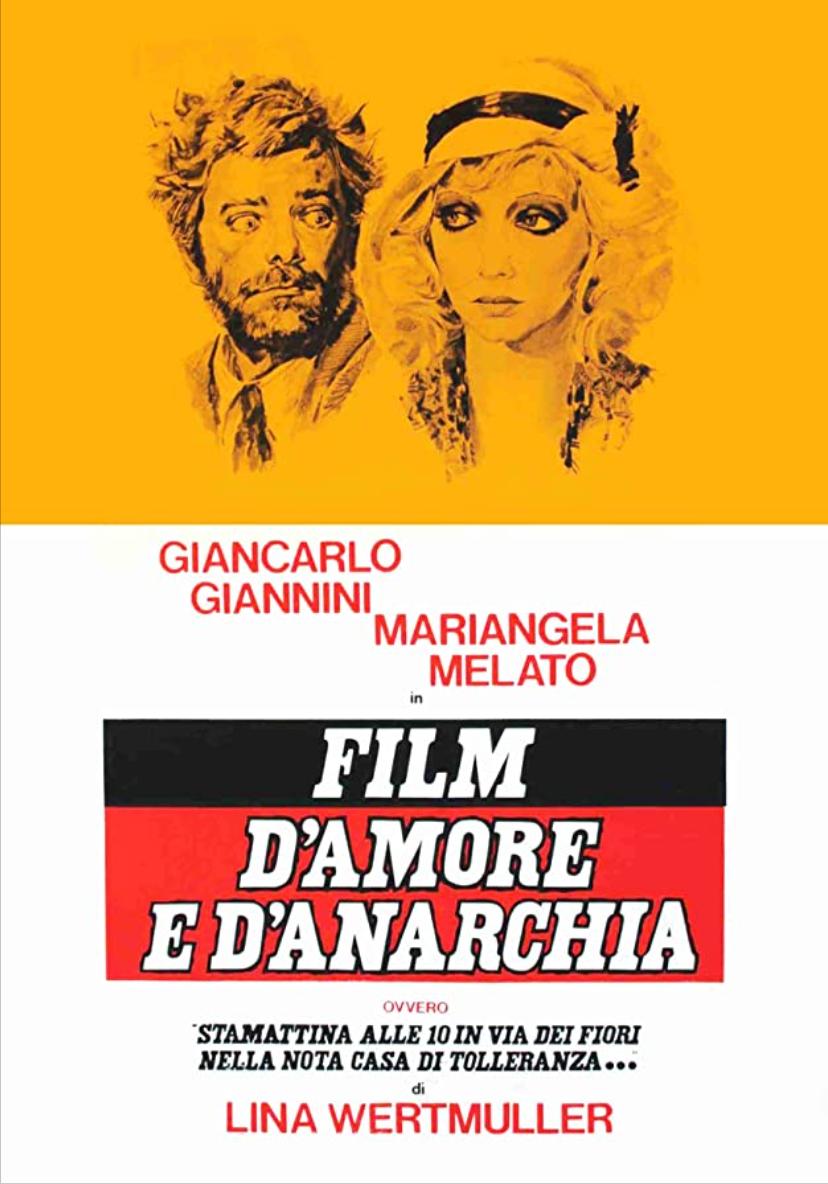 GIANCARLO
GIANNINI
MARIANGELA
MELATO
in
FILM
D'AMORE
E D'ANARCHIA
OVVERO
"STAMATTINA ALLE 10 IN VIA DEI FIORI
NELLA NOTA CASA DI TOLLERANZA..."
di
LINA WERTMULLER